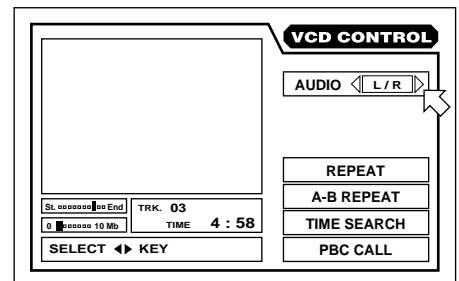 VCD CONTROL
AUDIO L / R
REPEAT
A-B REPEAT
TIME SEARCH
PBC CALL
St. End
TRK. 03
0 10 Mb
TIME 4 : 58
SELECT ◀▶ KEY